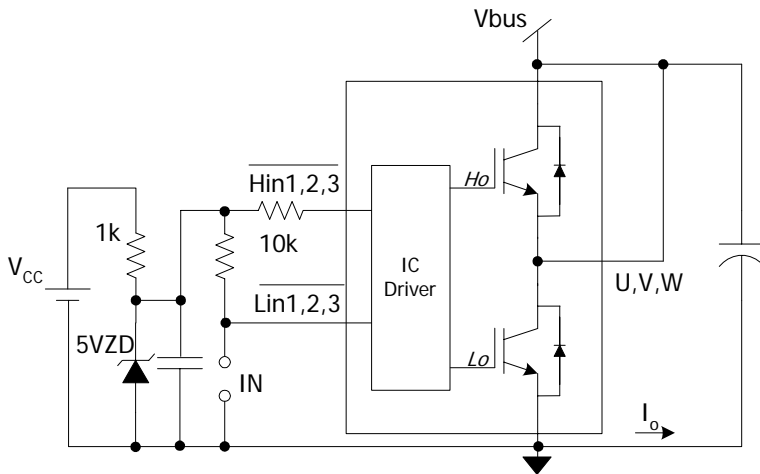 Vbus
Hin1,2,3
Ho
1k
10k
VCC
IC
Driver
U,V,W
Lin1,2,3
5VZD
IN
Lo
Io